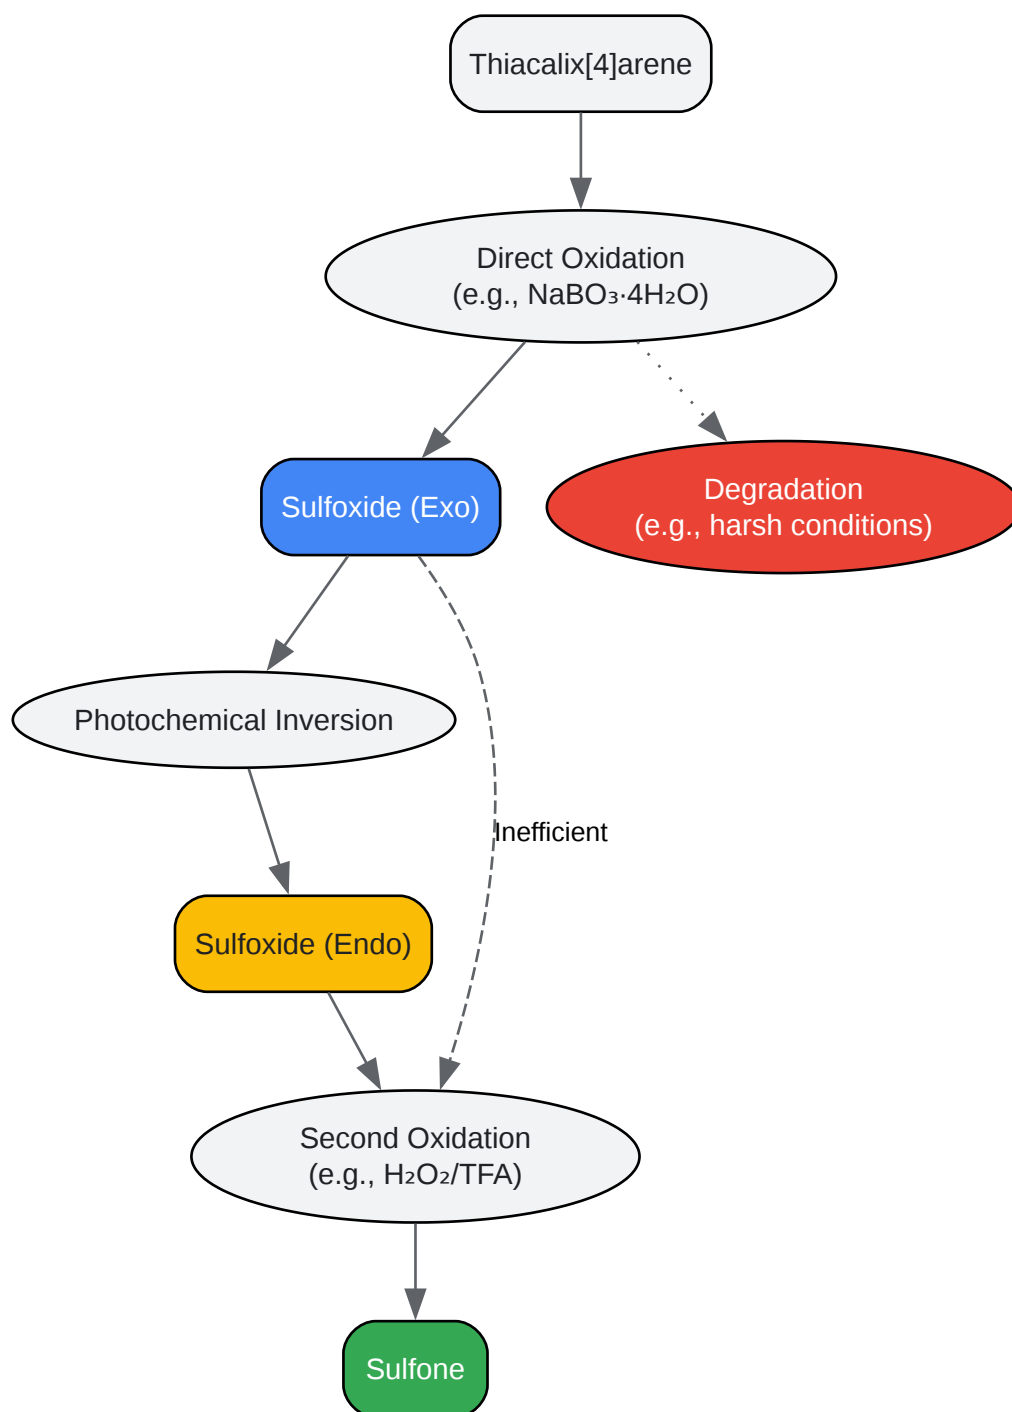 Thiacalix[4]arene
Direct Oxidation
(e.g., NaBO₃·4H₂O)
Sulfoxide (Exo)
Degradation
(e.g., harsh conditions)
Photochemical Inversion
Inefficient
Sulfoxide (Endo)
Second Oxidation
(e.g., H₂O₂/TFA)
Sulfone